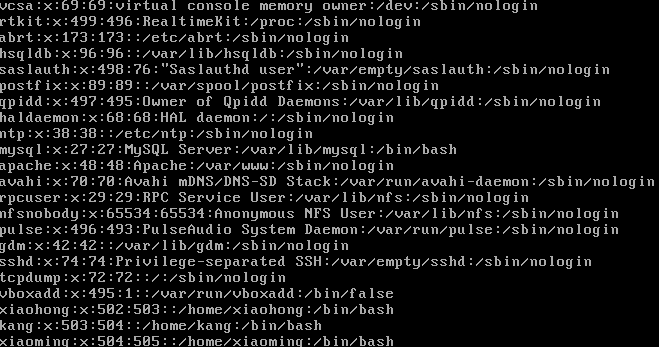 vcsa:x:69:69:virtual console memory owner:/dev:/sbin/nologin
rtkit:x:499:496:RealtimeKit:/proc:/sbin/nologin
abrt:x:173:173::/etc/abrt:/sbin/nologin
hsqldb:x:96:96::/var/lib/hsqldb:/sbin/nologin
saslauth:x:498:76:"Saslauthd user":/var/empty/saslauth:/sbin/nologin
postfix:x:89:89::/var/spool/postfix:/sbin/nologin
qpidd:x:497:495:Owner of Qpidd Daemons:/var/lib/qpidd:/sbin/nologin
haldaemon:x:68:68:HAL daemon:/:/sbin/nologin
ntp:x:38:38::/etc/ntp:/sbin/nologin
mysql:x:27:27:MySQL Server:/var/lib/mysql:/bin/bash
apache:x:48:48:Apache:/var/www:/sbin/nologin
avahi:x:70:70:Avahi mDNS/DNS-SD Stack:/var/run/avahi-daemon:/sbin/nologin
rpcuser:x:29:29:RPC Service User:/var/lib/nfs:/sbin/nologin
nfsnobody:x:65534:65534:Anonymous NFS User:/var/lib/nfs:/sbin/nologin
pulse:x:496:493:PulseAudio System Daemon:/var/run/pulse:/sbin/nologin
gdm:x:42:42::/var/lib/gdm:/sbin/nologin
sshd:x:74:74:Privilege-separated SSH:/var/empty/sshd:/sbin/nologin
tcpdump:x:72:72::/:/sbin/nologin
vboxadd:x:495:1::/var/run/vboxadd:/bin/false
xiaohong:x:502:503::/home/xiaohong:/bin/bash
kang:x:503:504::/home/kang:/bin/bash
xiaoming:x:504:505::/home/xiaoming:/bin/bash